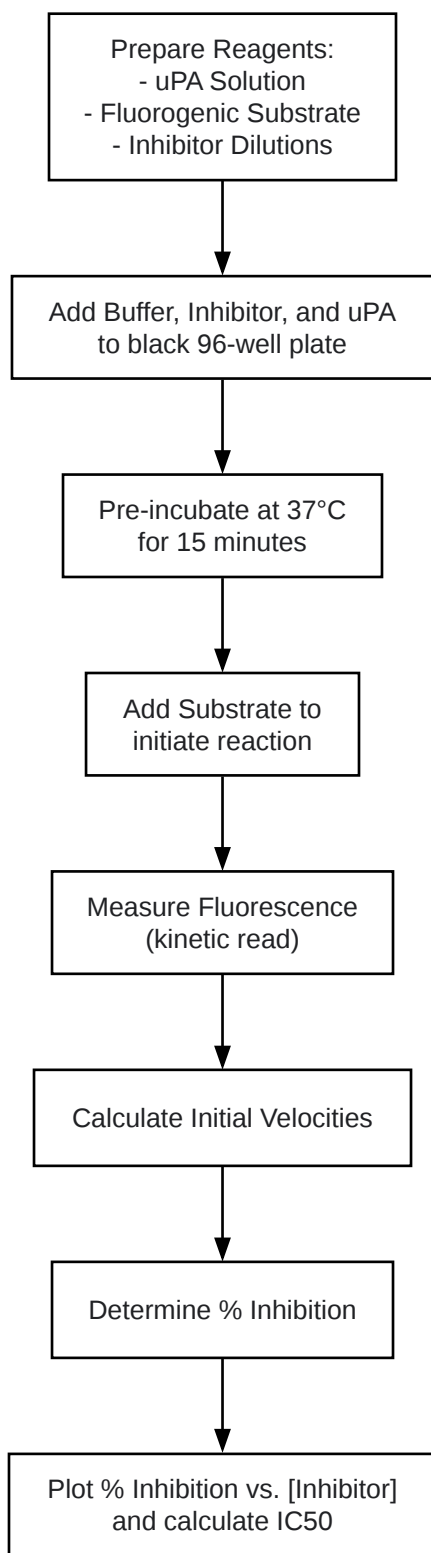 Prepare Reagents:
- uPA Solution
- Fluorogenic Substrate
- Inhibitor Dilutions
Add Buffer, Inhibitor, and uPA
to black 96-well plate
Pre-incubate at 37°C
for 15 minutes
Add Substrate to
initiate reaction
Measure Fluorescence
(kinetic read)
Calculate Initial Velocities
Determine % Inhibition
Plot % Inhibition vs. [Inhibitor]
and calculate IC50